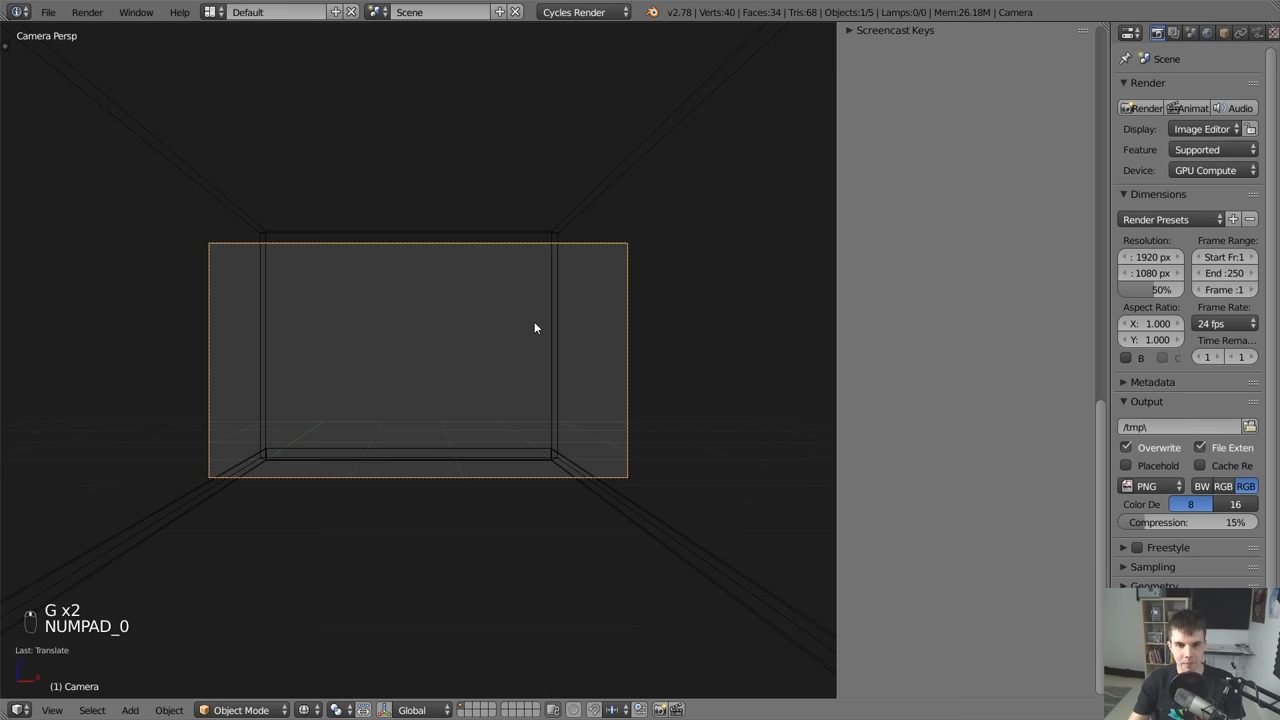 File Window Help Default Scene Cycles Render v2.78 | Verts:40 | Faces:34 | Tris:68 | Objects:1/5 | Lamps:0/0 | Mem:26.18M | Camera
Camera Persp
Screencast Keys
Scene
Render
Render Animat Audio
Display: Image Editor
Feature Supported
Device: GPU Compute
Dimensions
Render Presets
Resolution: Frame Range:
: 1920 px Start Fr:1
: 1080 px End :250
50% Frame :1
Aspect Ratio: Frame Rate:
X: 1.000 24 fps
Y: 1.000 Time Rema...
B C 1 1
Metadata
Output
/tmp\
Overwrite File Exten
Placehold Cache Re
PNG BW RGB RGB
Color De 8 16
Compression: 15%
Freestyle
Sampling
Geometry
G x2
NUMPAD_0
Last: Translate
x
(1) Camera
View Select Add Object Object Mode Global